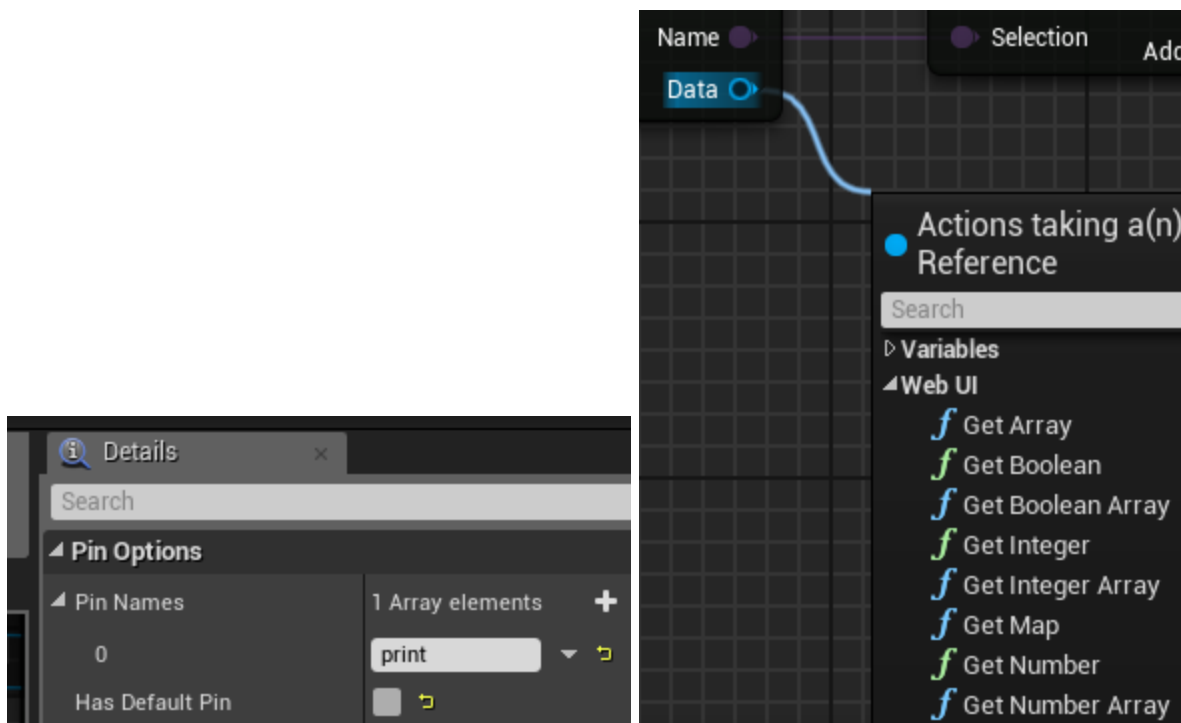 Details
Search
Pin Options
Pin Names 1 Array elements
0 print
Has Default Pin
Name Selection
Add
Data
Actions taking a(n)
Reference
Search
Variables
Web UI
f Get Array
f Get Boolean
f Get Boolean Array
f Get Integer
f Get Integer Array
f Get Map
f Get Number
f Get Number Array